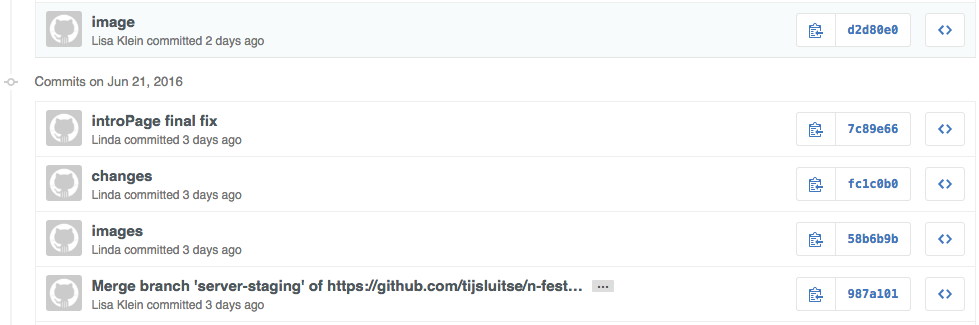 image
Lisa Klein committed 2 days ago
d2d80e0
Commits on Jun 21, 2016
introPage final fix
Linda committed 3 days ago
7c89e66
changes
Linda committed 3 days ago
fc1c0b0
images
Linda committed 3 days ago
58b6b9b
Merge branch 'server-staging' of https://github.com/tijsluitse/n-fest… …
Lisa Klein committed 3 days ago
987a101